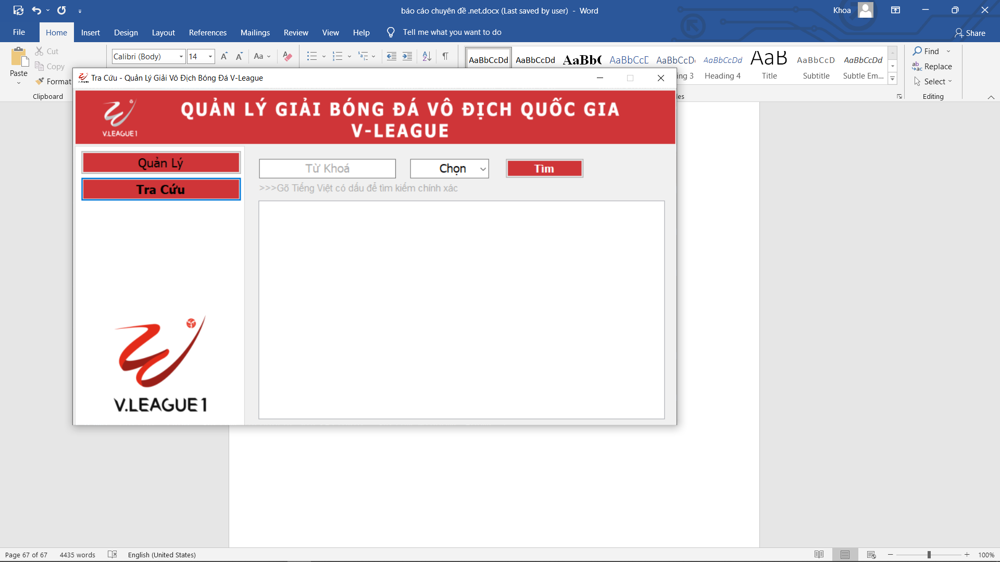 báo cáo chuyên đề .net.docx (Last saved by user) - Word
Khoa
File Home Insert Design Layout References Mailings Review View Help Tell me what you want to do
Share
Paste
Cut
Copy
Format
Clipboard
Calibri (Body) 14
Aa
AaBbCcDd AaBbCcDd AaBb( AaBbCcD AaBbCcD AaBbCcDd AaB AaBbCcD AaBbCcDd
ing 3 Heading 4 Title Subtitle Subtle Em...
les
Find
Replace
Select
Editing
Tra Cứu - Quản Lý Giải Vô Địch Bóng Đá V-League
V.LEAGUE1
QUẢN LÝ GIẢI BÓNG ĐÁ VÔ ĐỊCH QUỐC GIA
V-LEAGUE
Quản Lý
Tra Cứu
Từ Khoá
Chọn
Tìm
>>>Gõ Tiếng Việt có dấu để tìm kiếm chính xác
V.LEAGUE1
Page 67 of 67 4435 words English (United States)
100%